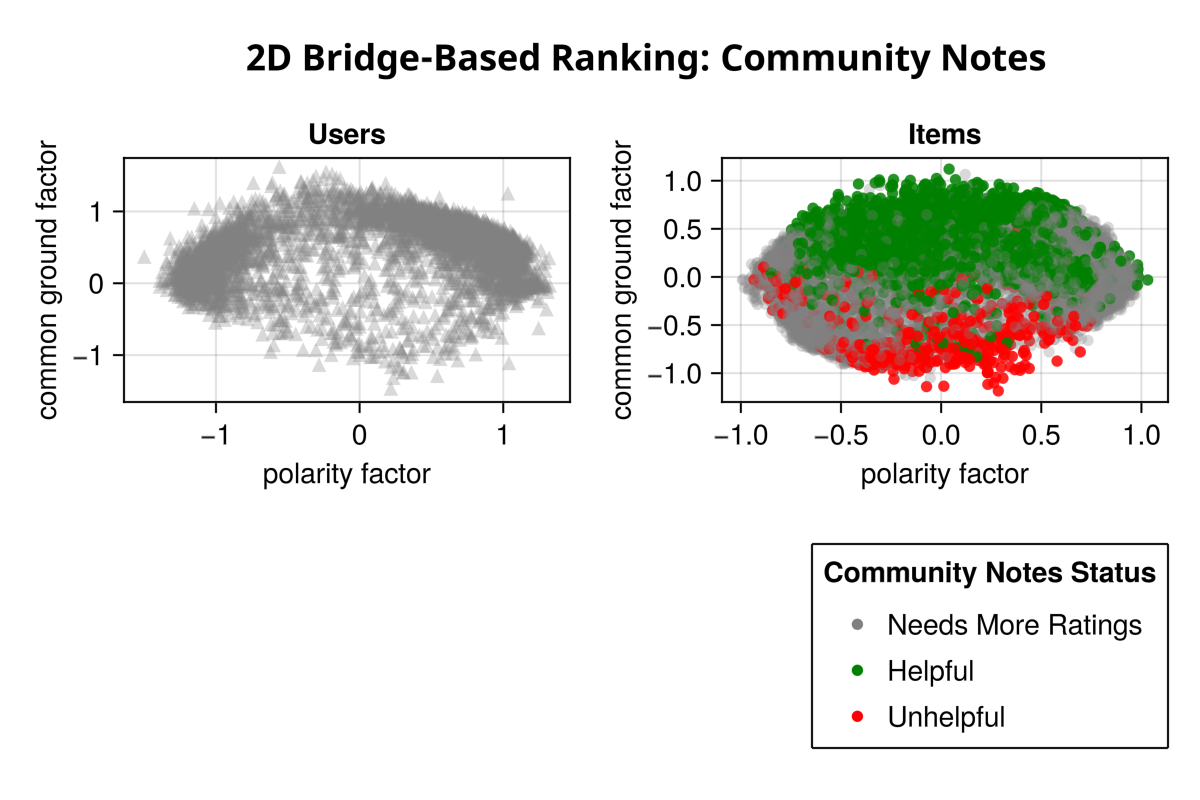 2D Bridge-Based Ranking: Community Notes
Users
common ground factor
1
0
−1
−1
0
1
polarity factor
Items
common ground factor
1.0
0.5
0.0
−0.5
−1.0
−1.0
−0.5
0.0
0.5
1.0
polarity factor
Community Notes Status
Needs More Ratings
Helpful
Unhelpful